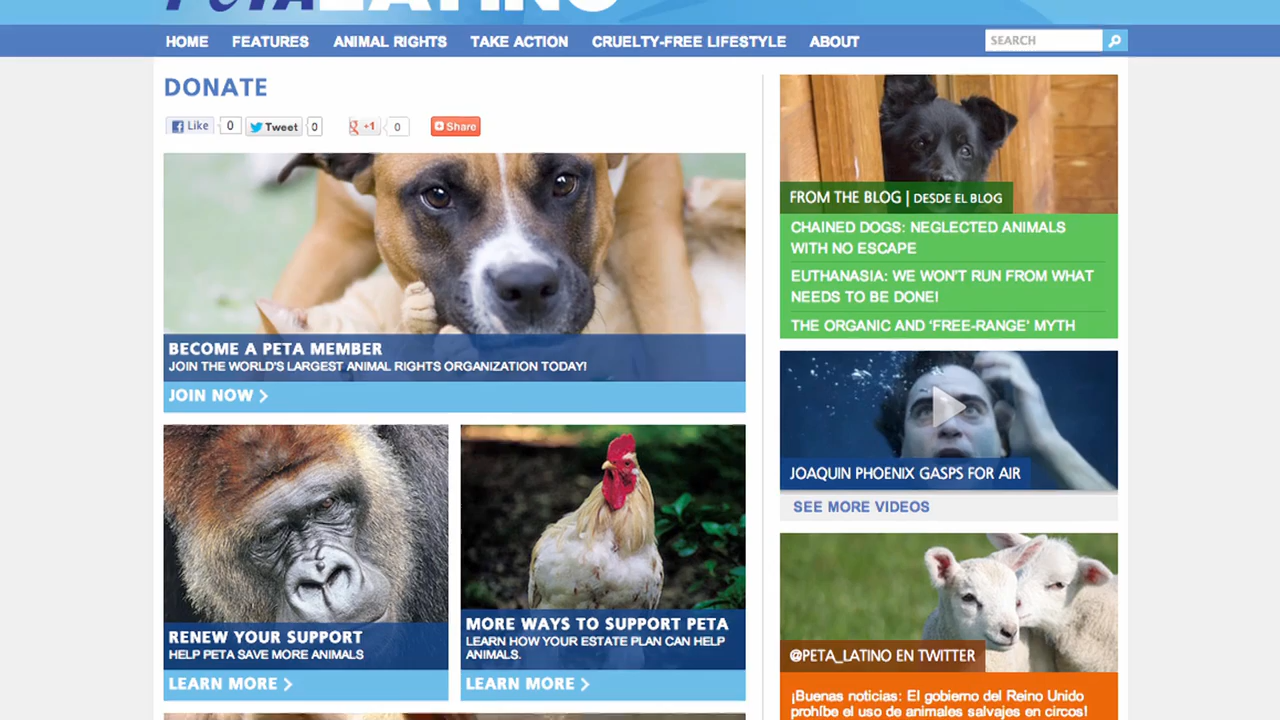 PETA LATINO
HOME FEATURES ANIMAL RIGHTS TAKE ACTION CRUELTY-FREE LIFESTYLE ABOUT SEARCH
DONATE
Like 0 Tweet 0 +1 0 Share
BECOME A PETA MEMBER
JOIN THE WORLD'S LARGEST ANIMAL RIGHTS ORGANIZATION TODAY!
JOIN NOW >
RENEW YOUR SUPPORT
HELP PETA SAVE MORE ANIMALS
LEARN MORE >
MORE WAYS TO SUPPORT PETA
LEARN HOW YOUR ESTATE PLAN CAN HELP
ANIMALS.
LEARN MORE >
FROM THE BLOG | DESDE EL BLOG
CHAINED DOGS: NEGLECTED ANIMALS
WITH NO ESCAPE
EUTHANASIA: WE WON'T RUN FROM WHAT
NEEDS TO BE DONE!
THE ORGANIC AND ‘FREE-RANGE’ MYTH
JOAQUIN PHOENIX GASPS FOR AIR
SEE MORE VIDEOS
@PETA_LATINO EN TWITTER
¡Buenas noticias: El gobierno del Reino Unido
prohíbe el uso de animales salvajes en circos!